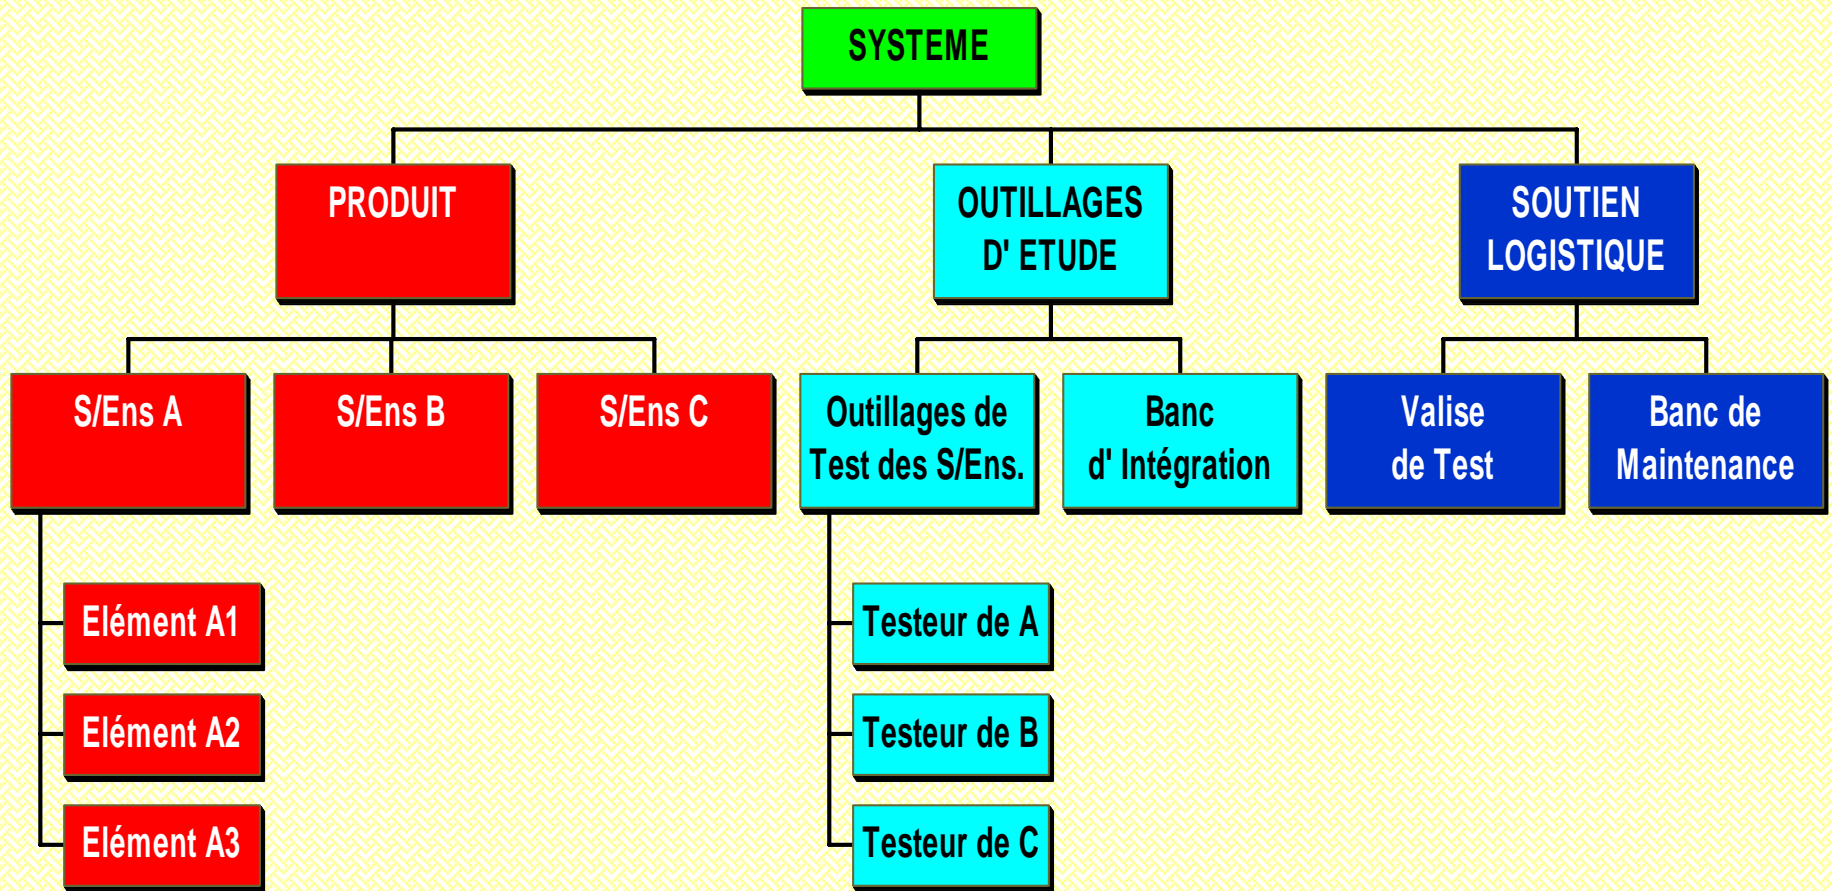 SYSTEME
PRODUIT
OUTILLAGES
D' ETUDE
SOUTIEN
LOGISTIQUE
S/Ens A
S/Ens B
S/Ens C
Outillages de
Test des S/Ens.
Banc
d' Intégration
Valise
de Test
Banc de
Maintenance
Elément A1
Elément A2
Elément A3
Testeur de A
Testeur de B
Testeur de C